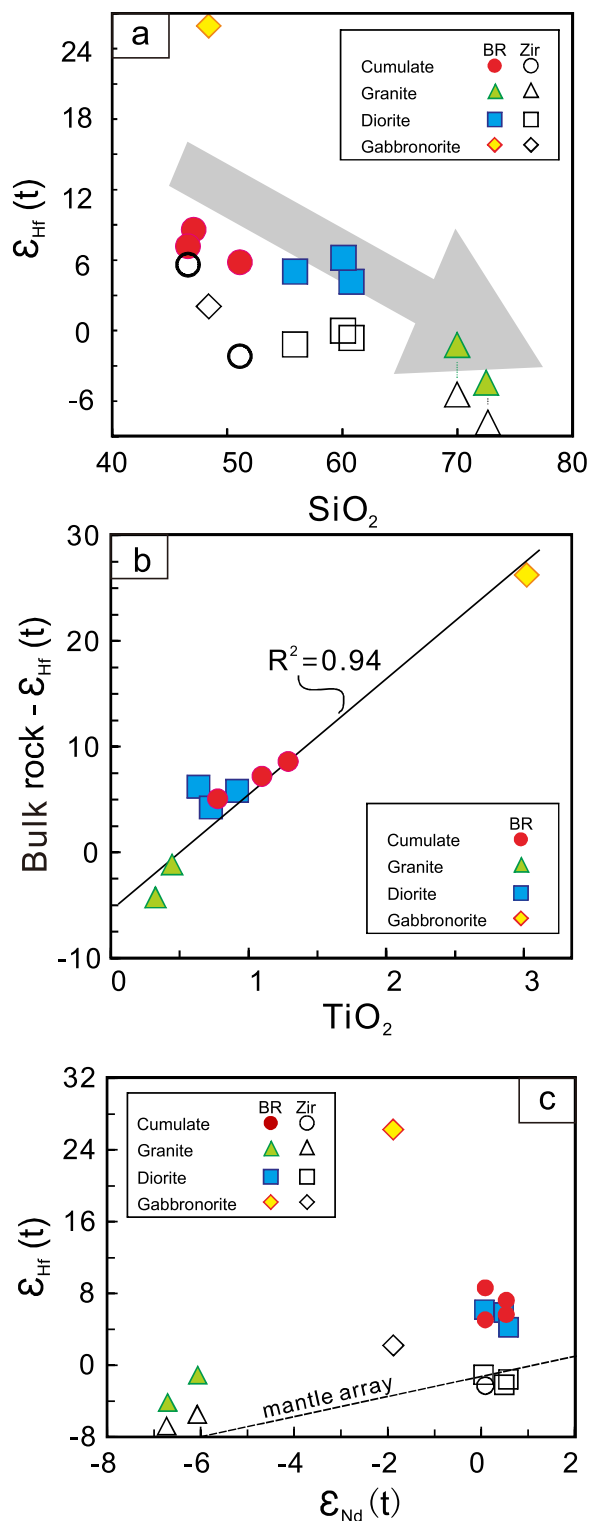 a
BR Zir
Cumulate
Granite
Diorite
Gabbronorite
24
18
12
6
0
-6
εHf (t)
40 50 60 70 80
SiO2
b
30
20
10
0
-10
Bulk rock - εHf (t)
R2=0.94
BR
Cumulate
Granite
Diorite
Gabbronorite
0 1 2 3
TiO2
c
BR Zir
Cumulate
Granite
Diorite
Gabbronorite
32
24
16
8
0
-8
εHf (t)
mantle array
-8 -6 -4 -2 0 2
εNd (t)